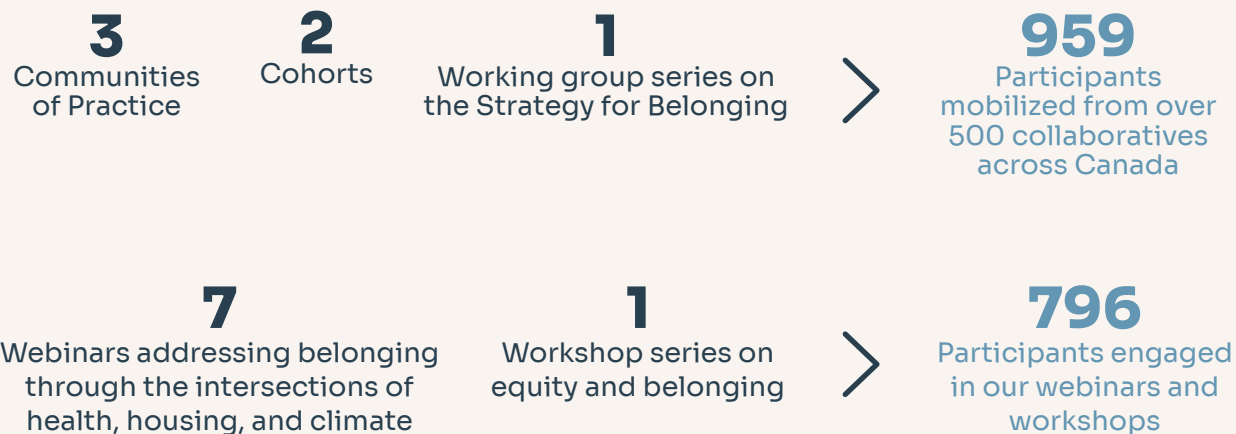 3
Communities
of Practice
2
Cohorts
1
Working group series on
the Strategy for Belonging
959
Participants
mobilized from over
500 collaboratives
across Canada
7
Webinars addressing belonging
through the intersections of
health, housing, and climate
1
Workshop series on
equity and belonging
796
Participants engaged
in our webinars and
workshops